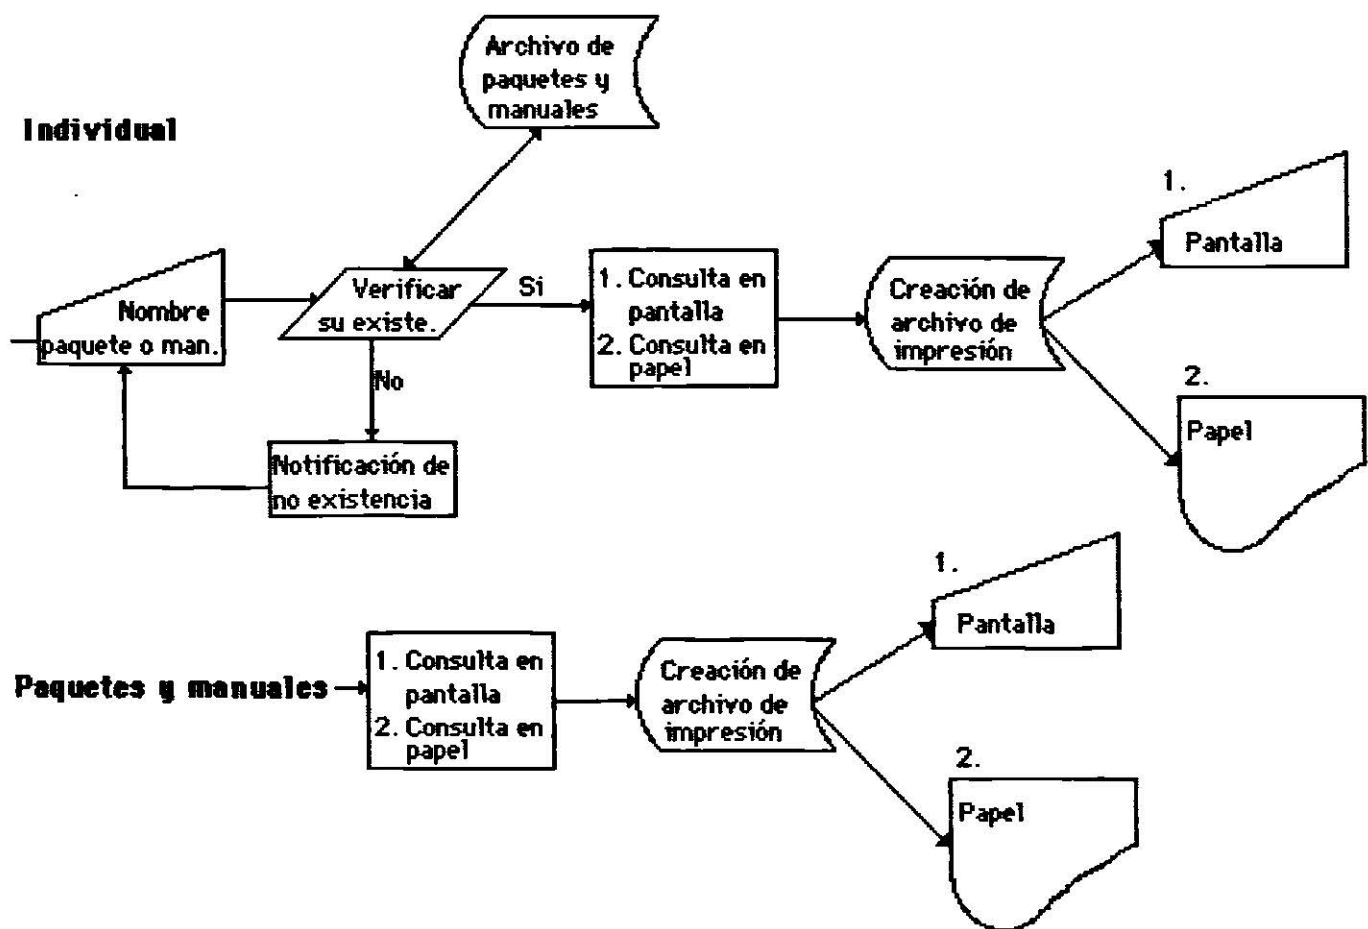 Archivo de
paquetes y
manuales
Individual
Nombre
paquete o man.
Verificar
su existe.
Si
No
Notificación de
no existencia
1. Consulta en
pantalla
2. Consulta en
papel
Creación de
archivo de
impresión
1.
Pantalla
2.
Papel
Paquetes y manuales
1. Consulta en
pantalla
2. Consulta en
papel
Creación de
archivo de
impresión
1.
Pantalla
2.
Papel